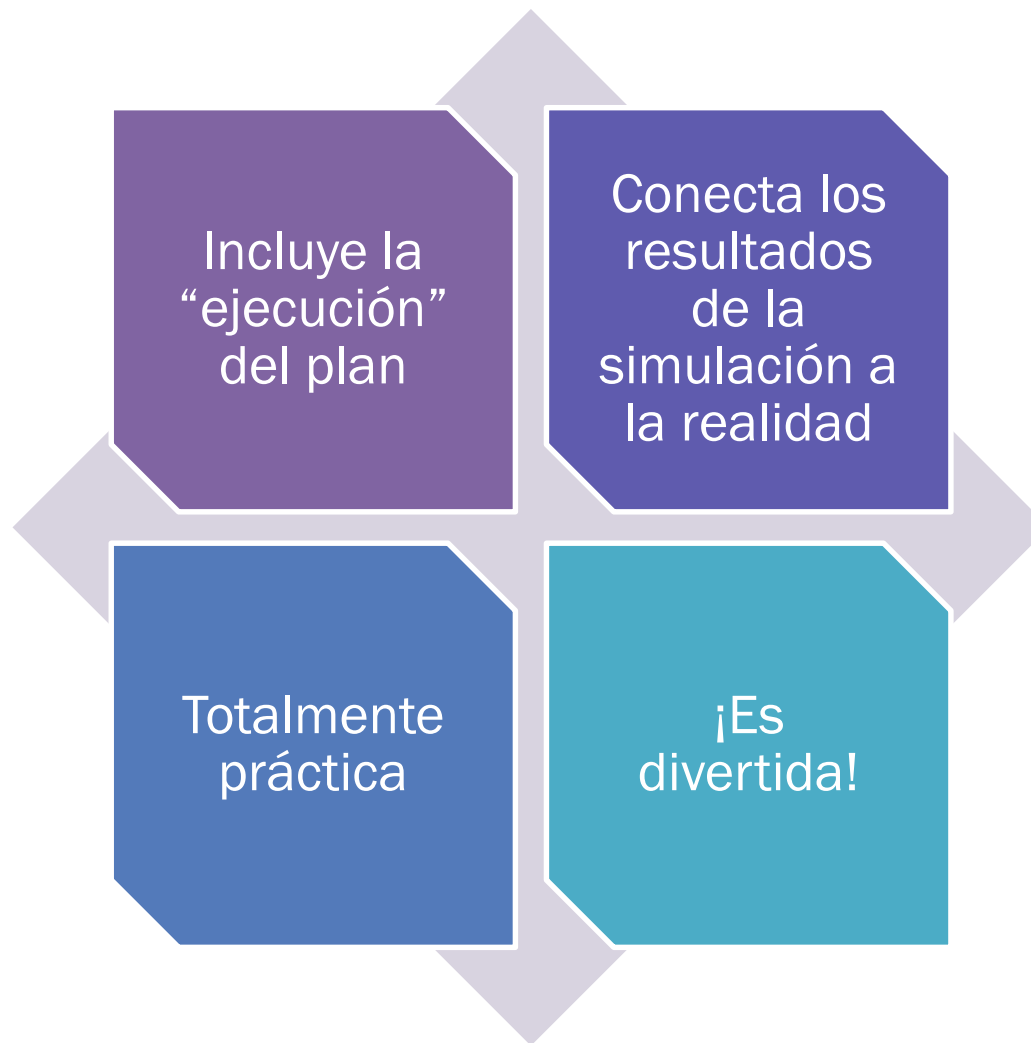 Incluye la
“ejecución”
del plan
Conecta los
resultados
de la
simulación a
la realidad
Totalmente
práctica
¡Es
divertida!